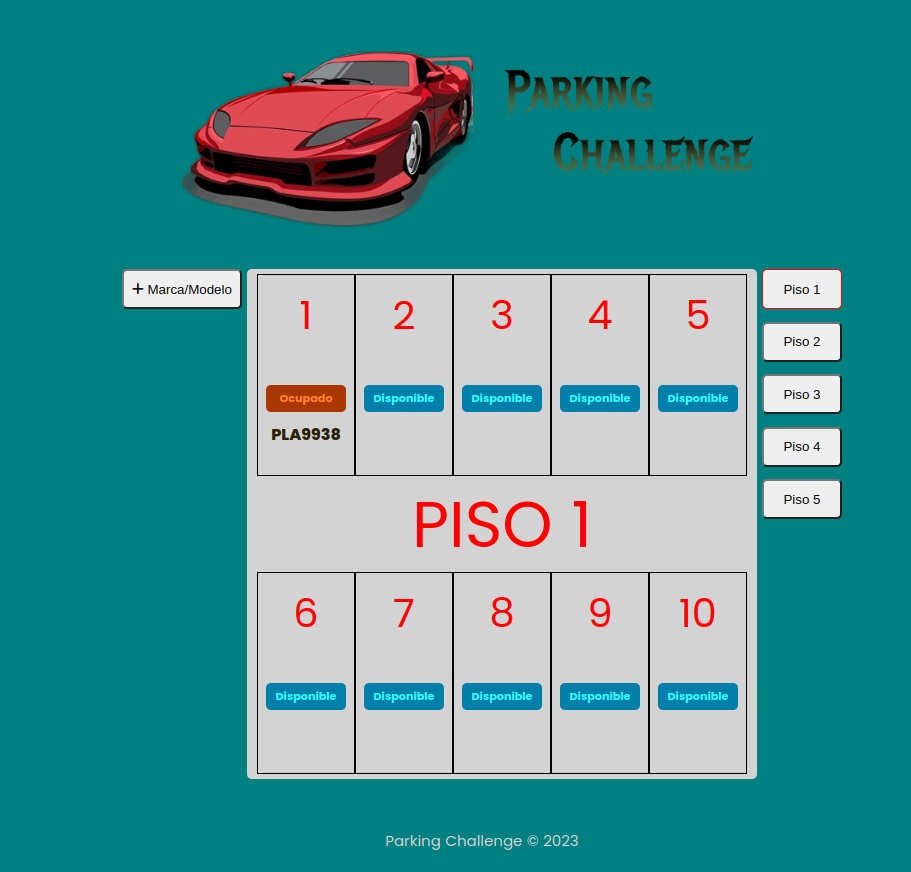 Parking
Challenge
+ Marca/Modelo
1 2 3 4 5
Ocupado Disponible Disponible Disponible Disponible
PLA9938
PISO 1
6 7 8 9 10
Disponible Disponible Disponible Disponible Disponible
Piso 1
Piso 2
Piso 3
Piso 4
Piso 5
Parking Challenge © 2023